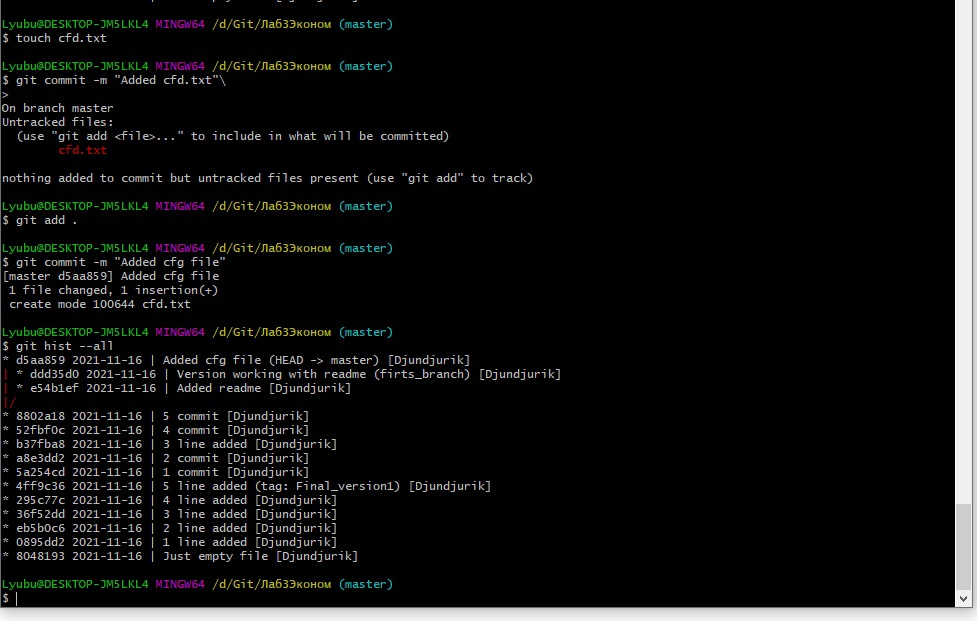 Lyubu@DESKTOP-JM5LKL4 MINGW64 /d/Git/Лаб3Эконом (master)
$ touch cfd.txt
Lyubu@DESKTOP-JM5LKL4 MINGW64 /d/Git/Лаб3Эконом (master)
$ git commit -m "Added cfd.txt"\
>
On branch master
Untracked files:
  (use "git add <file>..." to include in what will be committed)
        cfd.txt
nothing added to commit but untracked files present (use "git add" to track)
Lyubu@DESKTOP-JM5LKL4 MINGW64 /d/Git/Лаб3Эконом (master)
$ git add .
Lyubu@DESKTOP-JM5LKL4 MINGW64 /d/Git/Лаб3Эконом (master)
$ git commit -m "Added cfg file"
[master d5aa859] Added cfg file
 1 file changed, 1 insertion(+)
 create mode 100644 cfd.txt
Lyubu@DESKTOP-JM5LKL4 MINGW64 /d/Git/Лаб3Эконом (master)
$ git hist --all
* d5aa859 2021-11-16 | Added cfg file (HEAD -> master) [Djundjurik]
| * ddd35d0 2021-11-16 | Version working with readme (firts_branch) [Djundjurik]
| * e54b1ef 2021-11-16 | Added readme [Djundjurik]
|/
* 8802a18 2021-11-16 | 5 commit [Djundjurik]
* 52fbf0c 2021-11-16 | 4 commit [Djundjurik]
* b37fba8 2021-11-16 | 3 line added [Djundjurik]
* a8e3dd2 2021-11-16 | 2 commit [Djundjurik]
* 5a254cd 2021-11-16 | 1 commit [Djundjurik]
* 4ff9c36 2021-11-16 | 5 line added (tag: Final_version1) [Djundjurik]
* 295c77c 2021-11-16 | 4 line added [Djundjurik]
* 36f52dd 2021-11-16 | 3 line added [Djundjurik]
* eb5b0c6 2021-11-16 | 2 line added [Djundjurik]
* 0895dd2 2021-11-16 | 1 line added [Djundjurik]
* 8048193 2021-11-16 | Just empty file [Djundjurik]
Lyubu@DESKTOP-JM5LKL4 MINGW64 /d/Git/Лаб3Эконом (master)
$